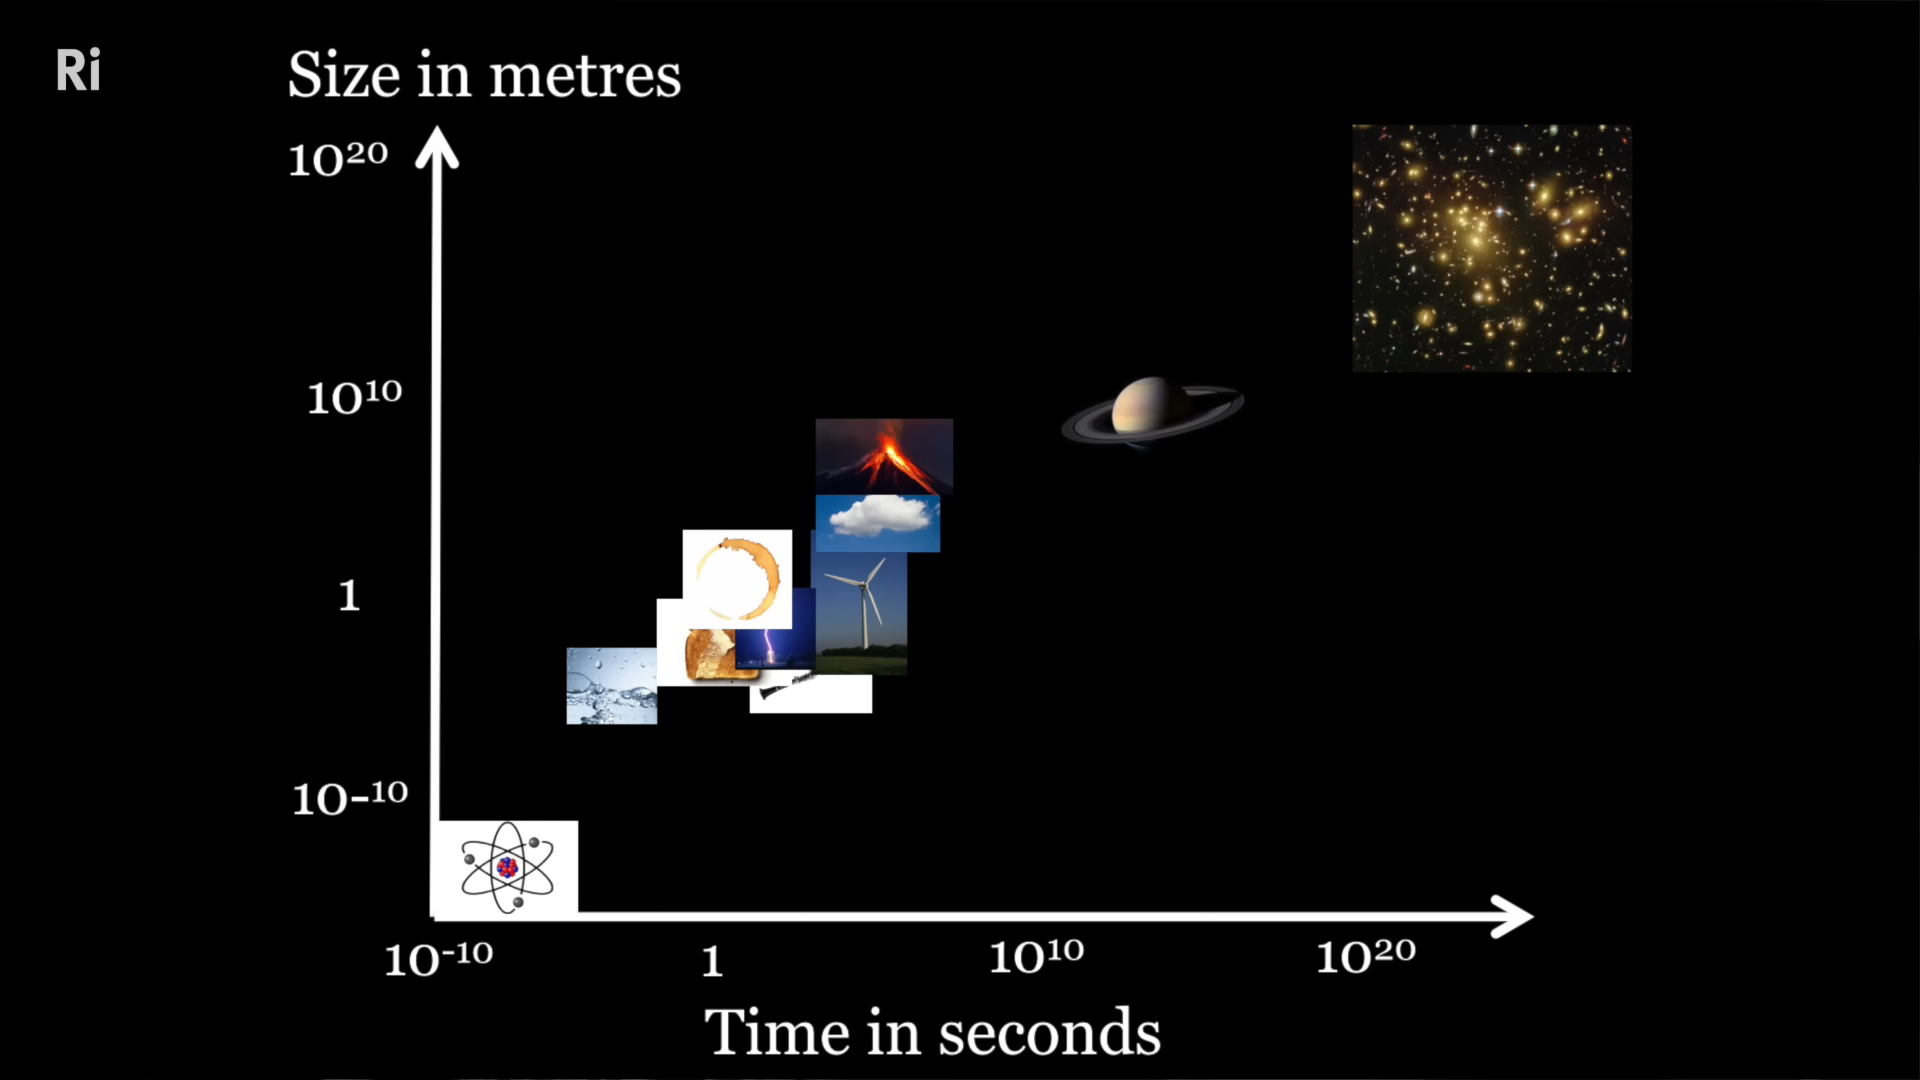 Ri
Size in metres
10²⁰
10¹⁰
1
10-¹⁰
10⁻¹⁰
1
10¹⁰
10²⁰
Time in seconds